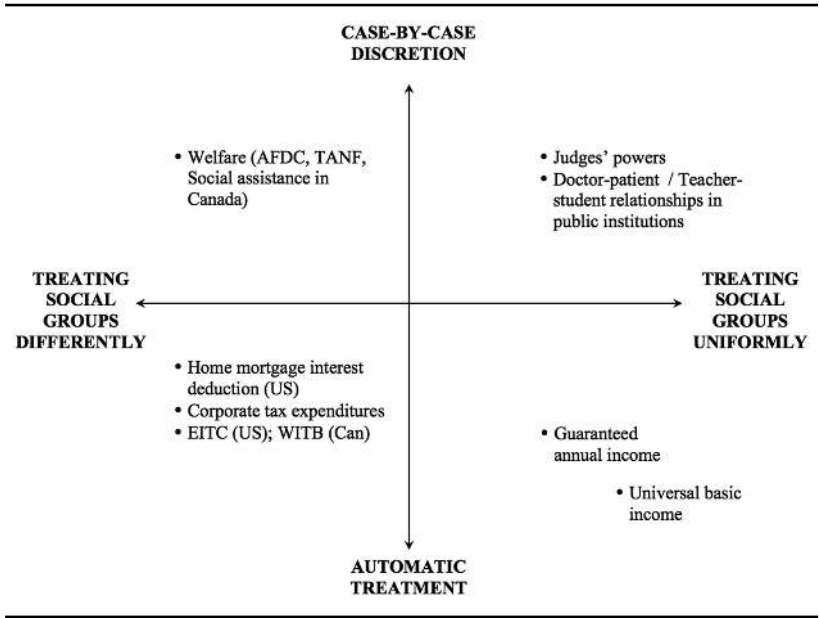 CASE-BY-CASE
DISCRETION
• Welfare (AFDC, TANF,
Social assistance in
Canada)
• Judges' powers
• Doctor-patient / Teacher-
student relationships in
public institutions
TREATING
SOCIAL
GROUPS
DIFFERENTLY
TREATING
SOCIAL
GROUPS
UNIFORMLY
• Home mortgage interest
deduction (US)
• Corporate tax expenditures
• EITC (US); WITB (Can)
• Guaranteed
annual income
• Universal basic
income
AUTOMATIC
TREATMENT